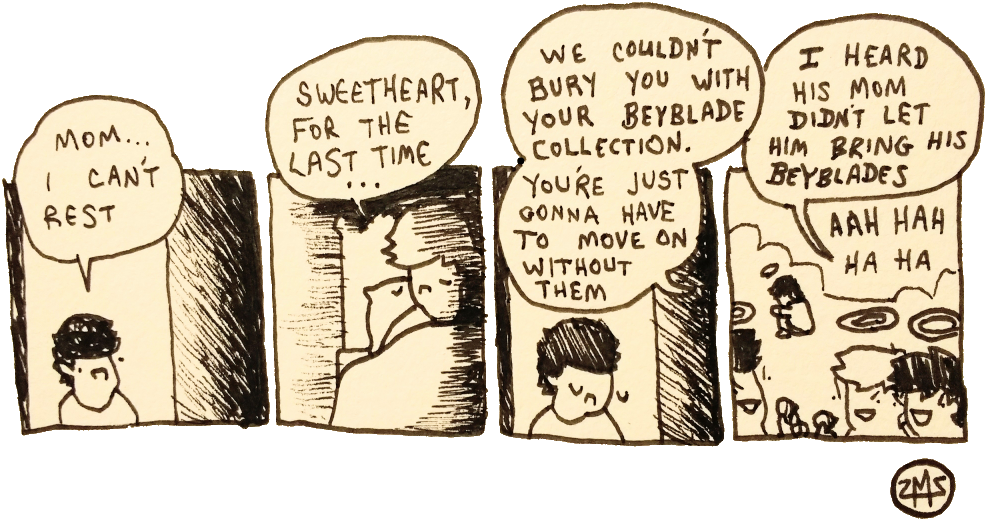 MOM...
I CAN'T
REST
SWEETHEART,
FOR THE
LAST TIME
...
WE COULDN'T
BURY YOU WITH
YOUR BEYBLADE
COLLECTION.
YOU'RE JUST
GONNA HAVE
TO MOVE ON
WITHOUT
THEM
I HEARD
HIS MOM
DIDN'T LET
HIM BRING HIS
BEYBLADES
AAH HAH
HA HA
ZMS